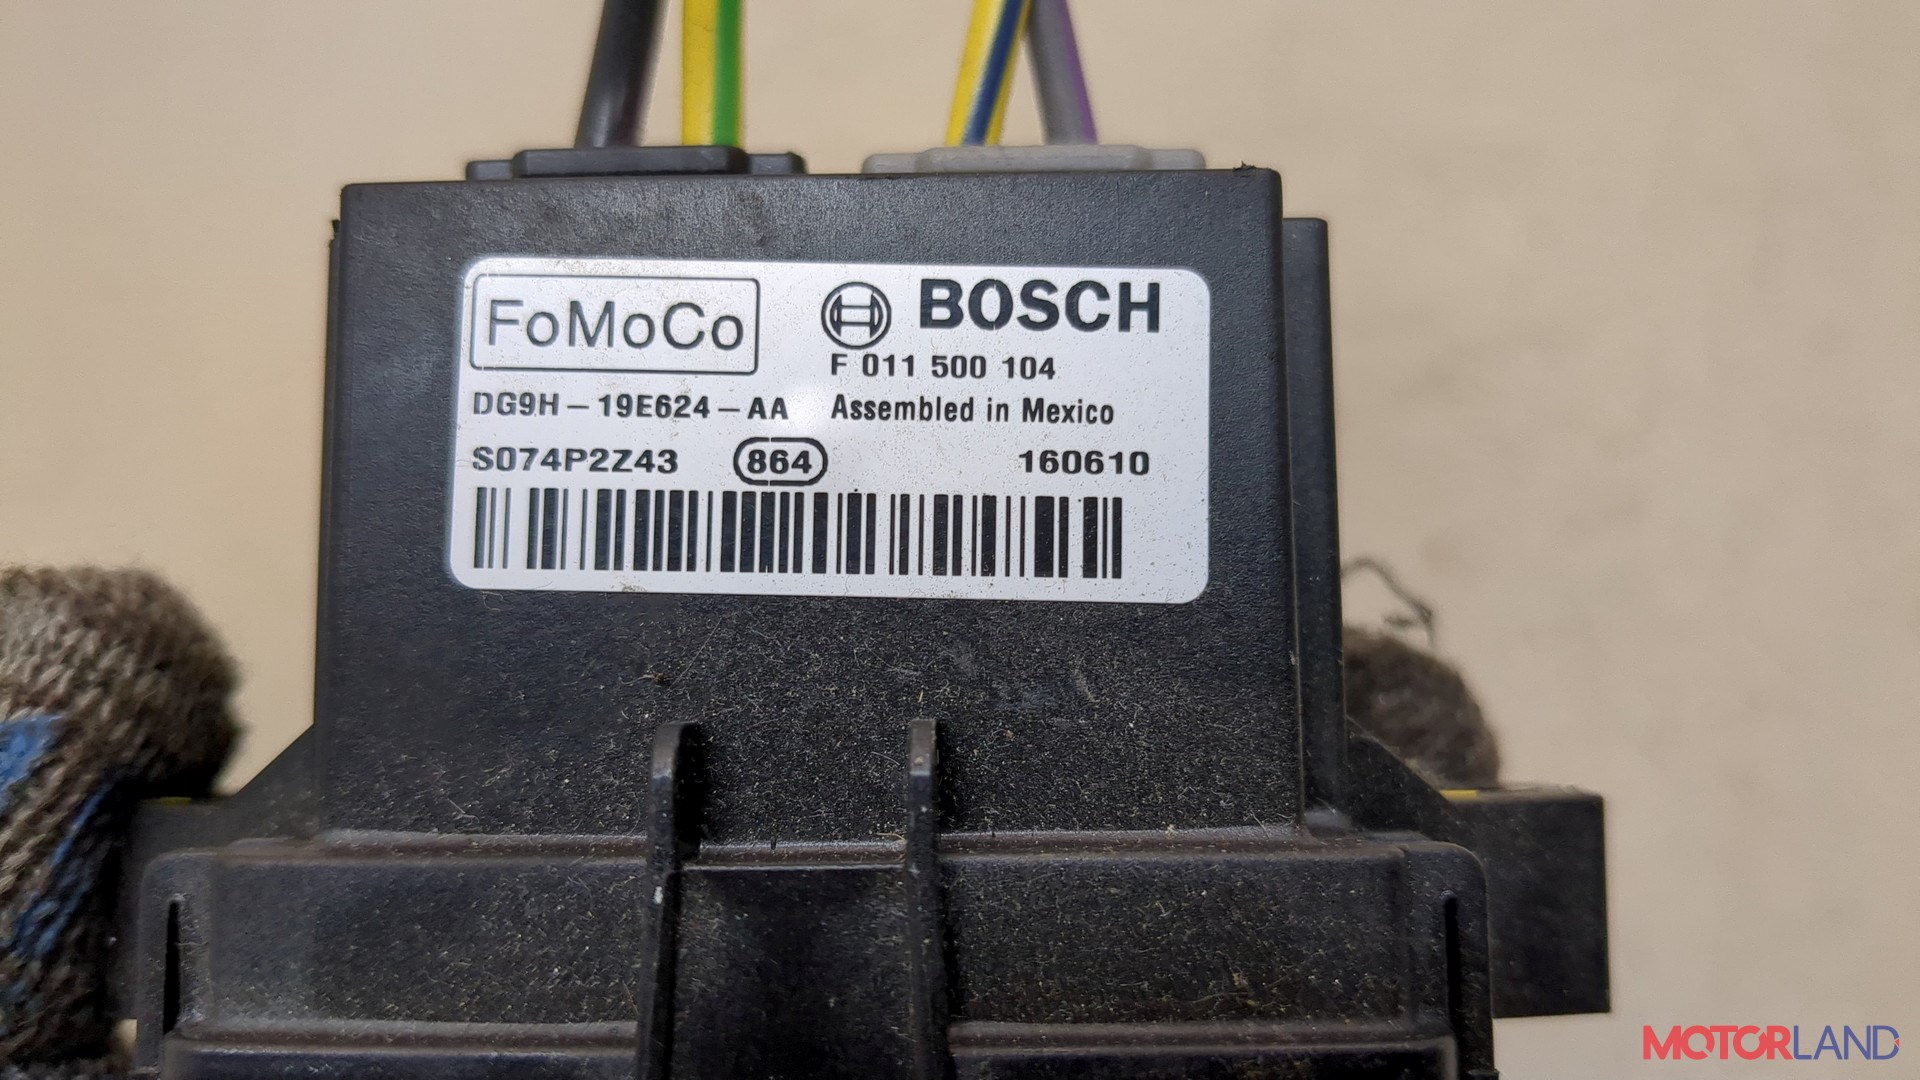 FoMoCo
BOSCH
F 011 500 104
DG9H-19E624-AA
Assembled in Mexico
S074P2Z43
864
160610
MOTORLAND